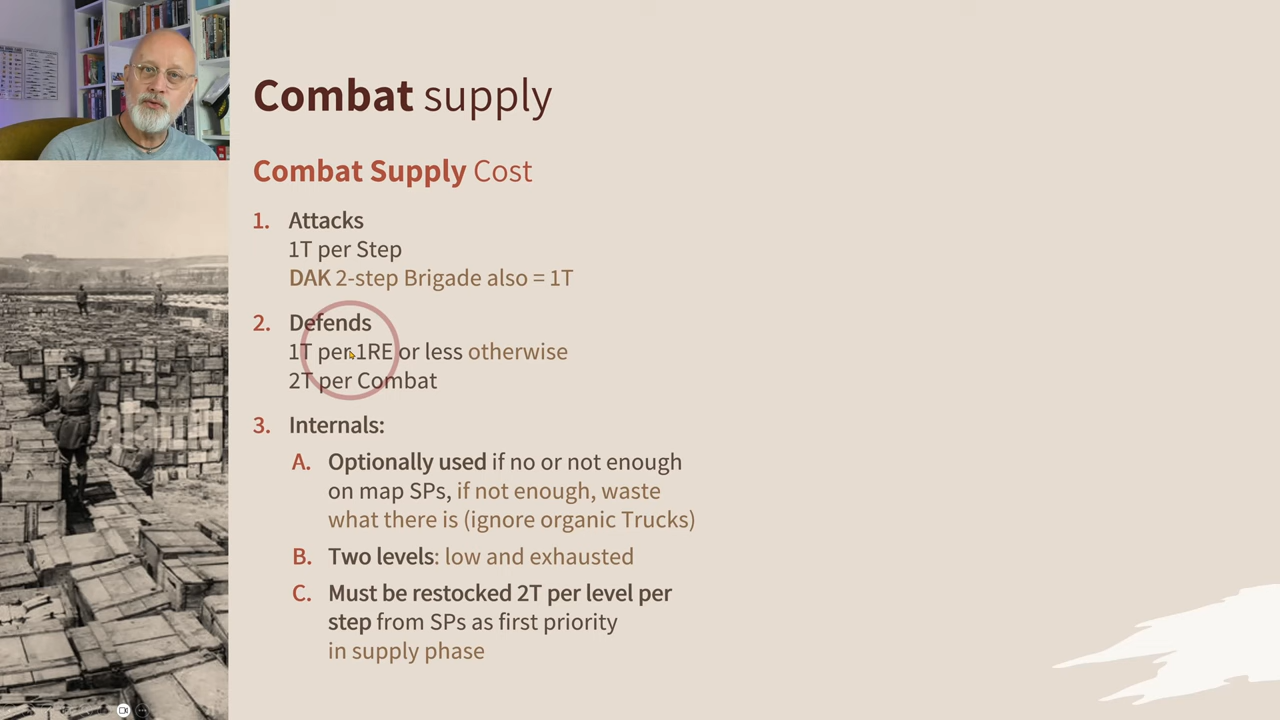 Combat supply
Combat Supply Cost
1. Attacks
1T per Step
DAK 2-step Brigade also = 1T
2. Defends
1T per 1RE or less otherwise
2T per Combat
3. Internals:
A. Optionally used if no or not enough
on map SPs, if not enough, waste
what there is (ignore organic Trucks)
B. Two levels: low and exhausted
C. Must be restocked 2T per level per
step from SPs as first priority
in supply phase